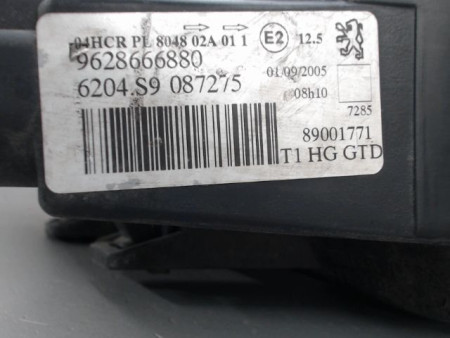 04HCR PL 8048 02A 01 1 E2 12.5
9628666880 01/09/2005
6204.S9 087275 08h10
7285
89001771
T1 HG GTD